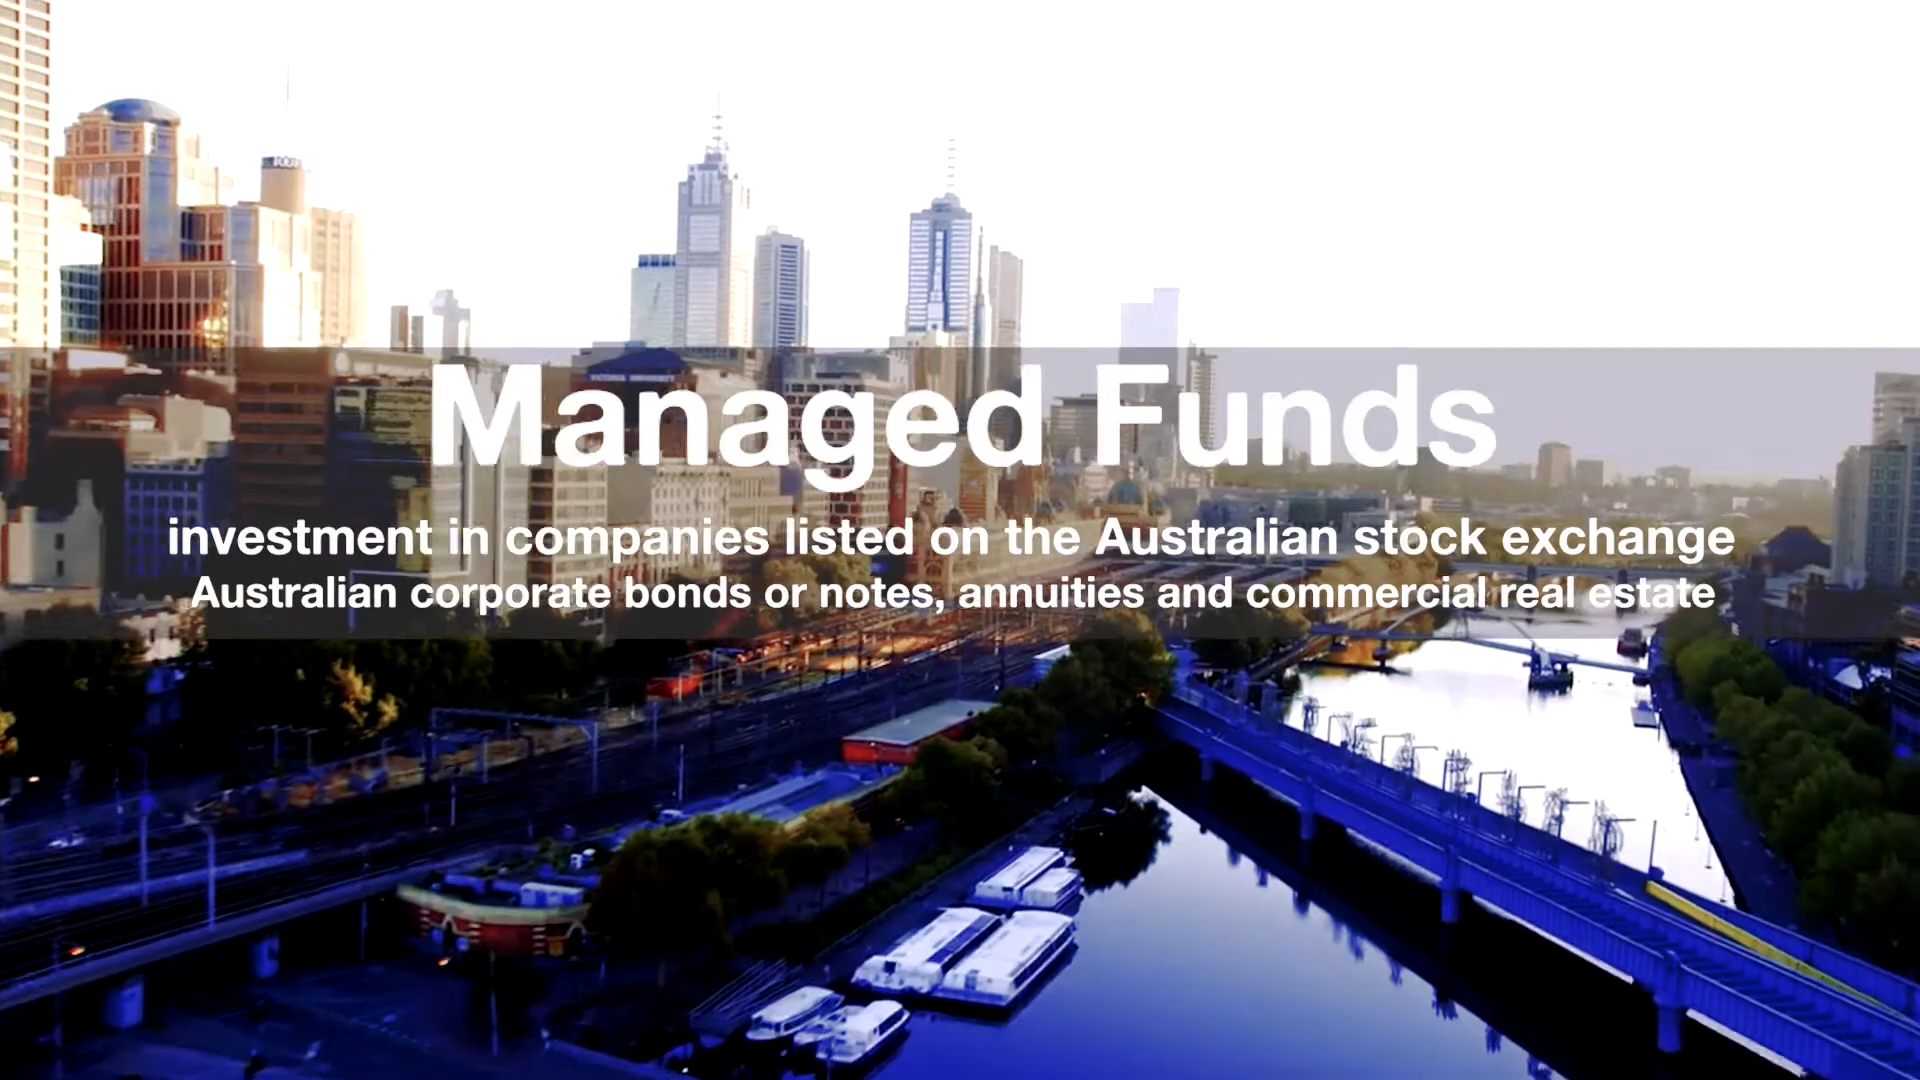 Managed Funds
investment in companies listed on the Australian stock exchange
Australian corporate bonds or notes, annuities and commercial real estate